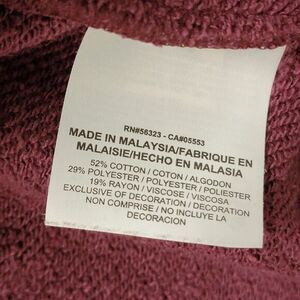 RN#56323 - CA#05553
MADE IN MALAYSIA/FABRIQUE EN
MALAISIE/HECHO EN MALASIA
52% COTTON / COTON / ALGODON
29% POLYESTER / POLYESTER / POLIESTER
19% RAYON / VISCOSE / VISCOSA
EXCLUSIVE OF DECORATION / DECORATION
NON COMPRISE / NO INCLUYE LA
DECORACION